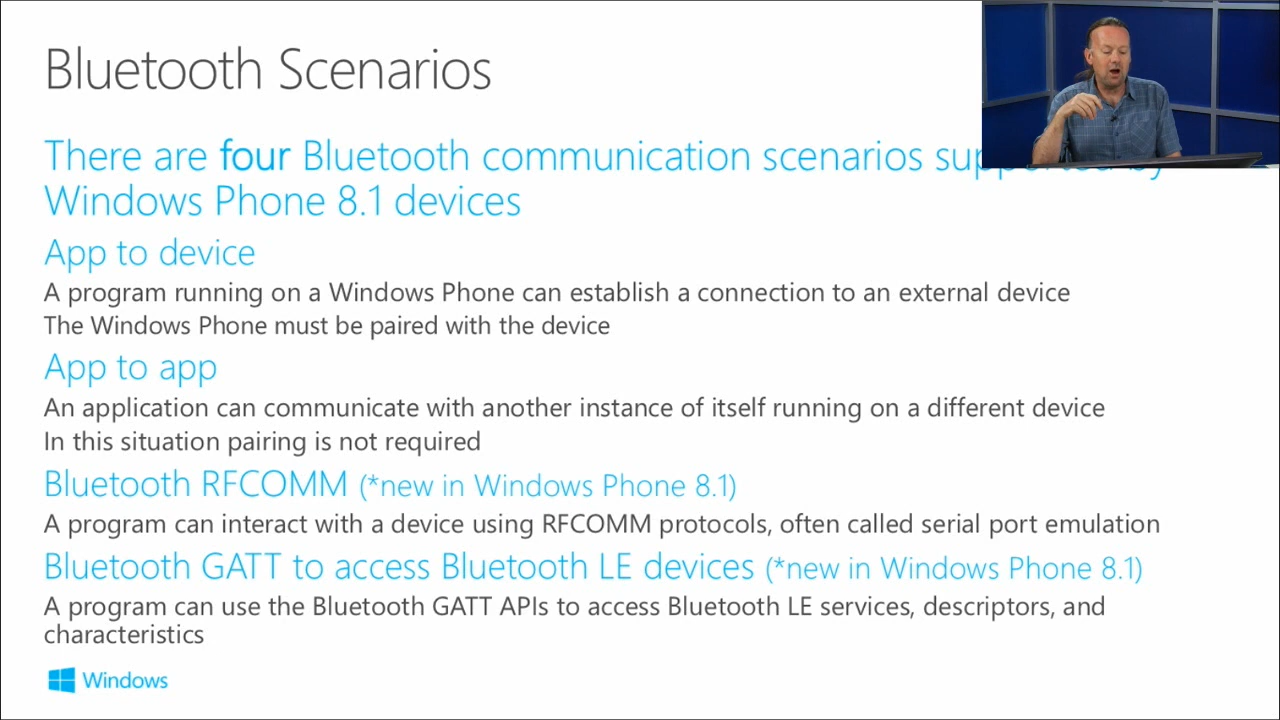 Bluetooth Scenarios
There are four Bluetooth communication scenarios supported by
Windows Phone 8.1 devices
App to device
A program running on a Windows Phone can establish a connection to an external device
The Windows Phone must be paired with the device
App to app
An application can communicate with another instance of itself running on a different device
In this situation pairing is not required
Bluetooth RFCOMM (*new in Windows Phone 8.1)
A program can interact with a device using RFCOMM protocols, often called serial port emulation
Bluetooth GATT to access Bluetooth LE devices (*new in Windows Phone 8.1)
A program can use the Bluetooth GATT APIs to access Bluetooth LE services, descriptors, and
characteristics
Windows